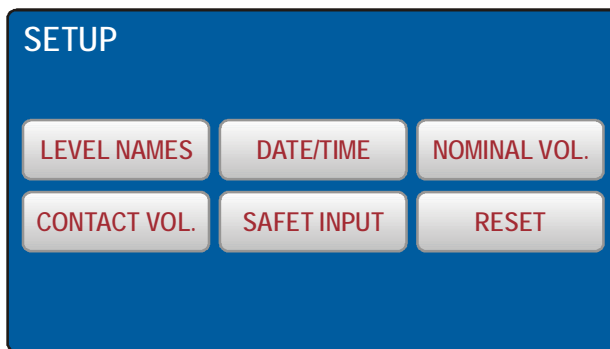 SETUP
LEVEL NAMES DATE/TIME NOMINAL VOL.
CONTACT VOL. SAFET INPUT RESET